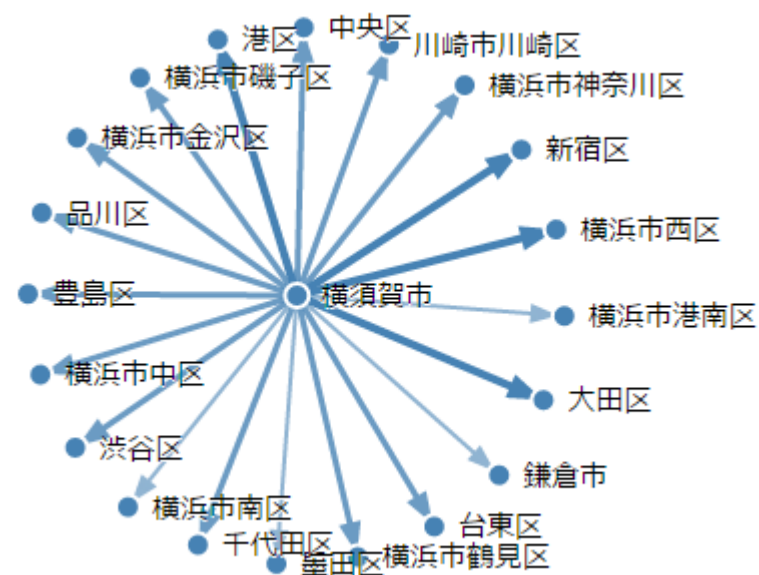 中央区
港区
川崎市川崎区
横浜市磯子区
横浜市神奈川区
横浜市金沢区
新宿区
品川区
横浜市西区
豊島区
横須賀市
横浜市港南区
横浜市中区
大田区
渋谷区
鎌倉市
横浜市南区
台東区
千代田区
横浜市鶴見区
墨田区